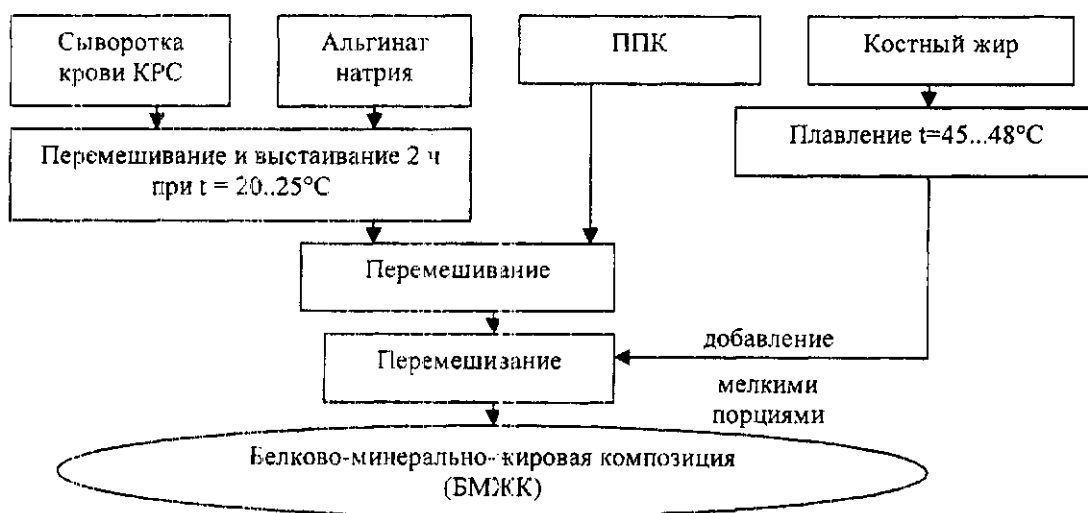 Сыворотка
крови КРС
Альгинат
натрия
ППК
Костный жир
Плавление t=45...48°C
Перемешивание и выстаивание 2 ч
при t = 20..25°C
Перемешивание
Перемешивание
добавление
мелкими
порциями
Белково-минерально-жировая композиция
(БМЖК)